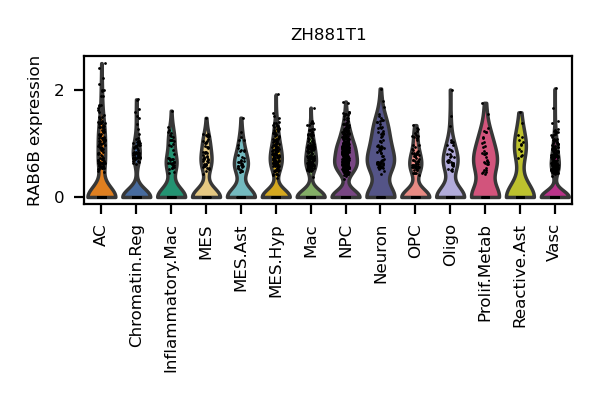 ZH881T1
RAB6B expression
2
0
AC
Chromatin.Reg
Inflammatory.Mac
MES
MES.Ast
MES.Hyp
Mac
NPC
Neuron
OPC
Oligo
Prolif.Metab
Reactive.Ast
Vasc